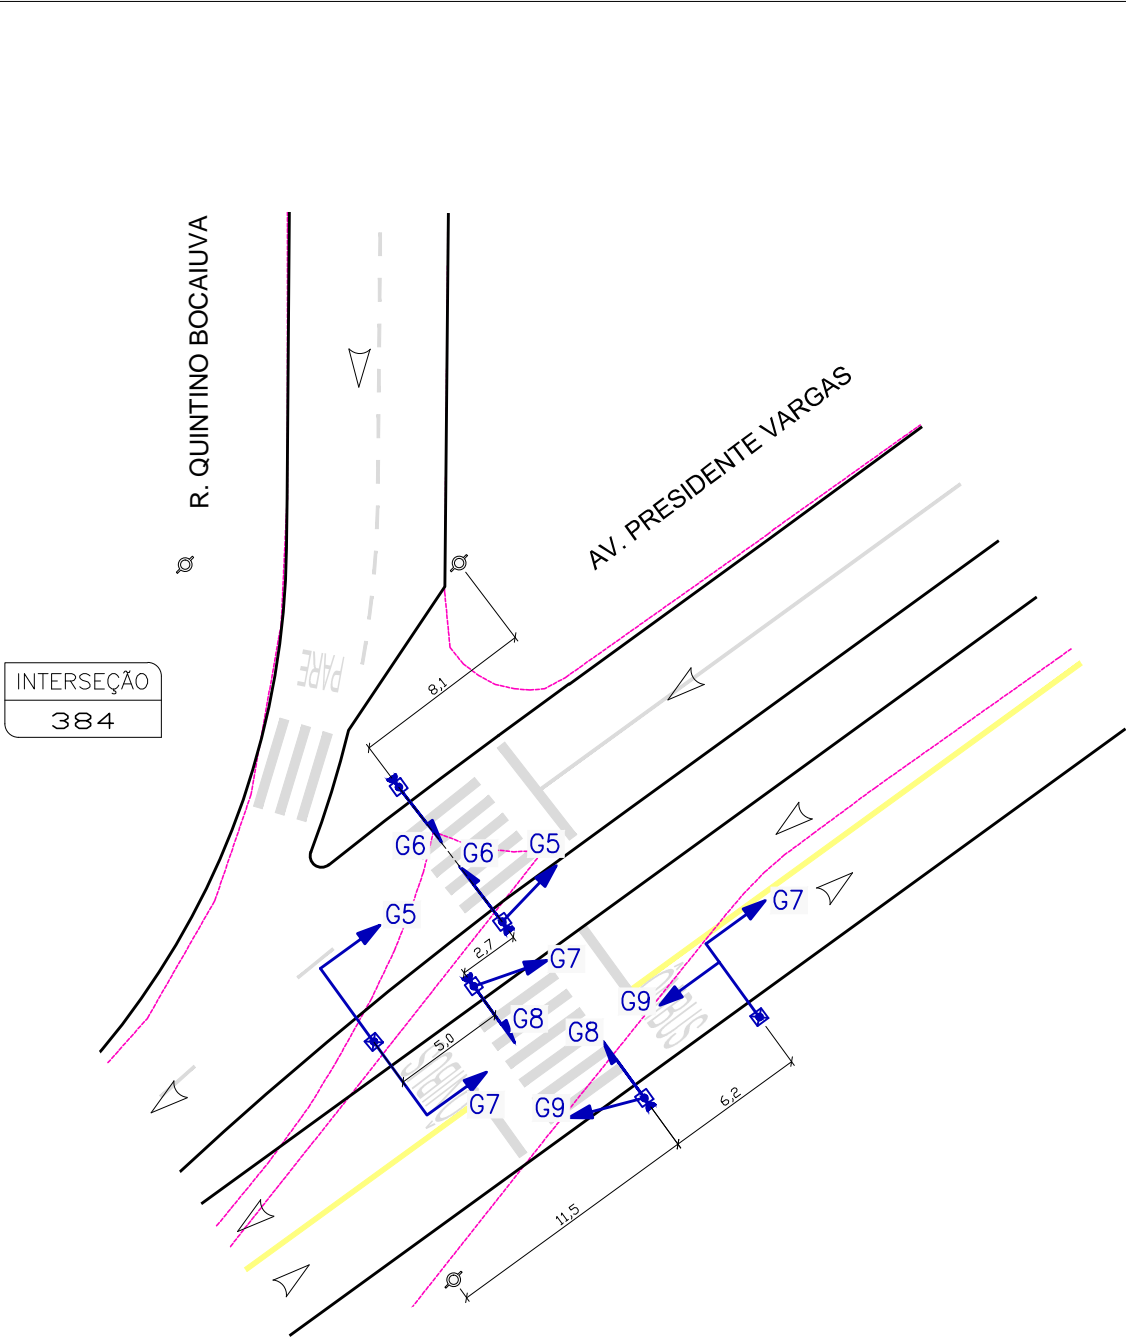 R. QUINTINO BOCAIUVA
AV. PRESIDENTE VARGAS
PARE
INTERSEÇÃO
384
8,1
G6
G6
G5
G5
2,7
G7
G7
G8
G9
G8
5,0
ÔNIBUS
ÔNIBUS
G7
G9
6,2
11,5